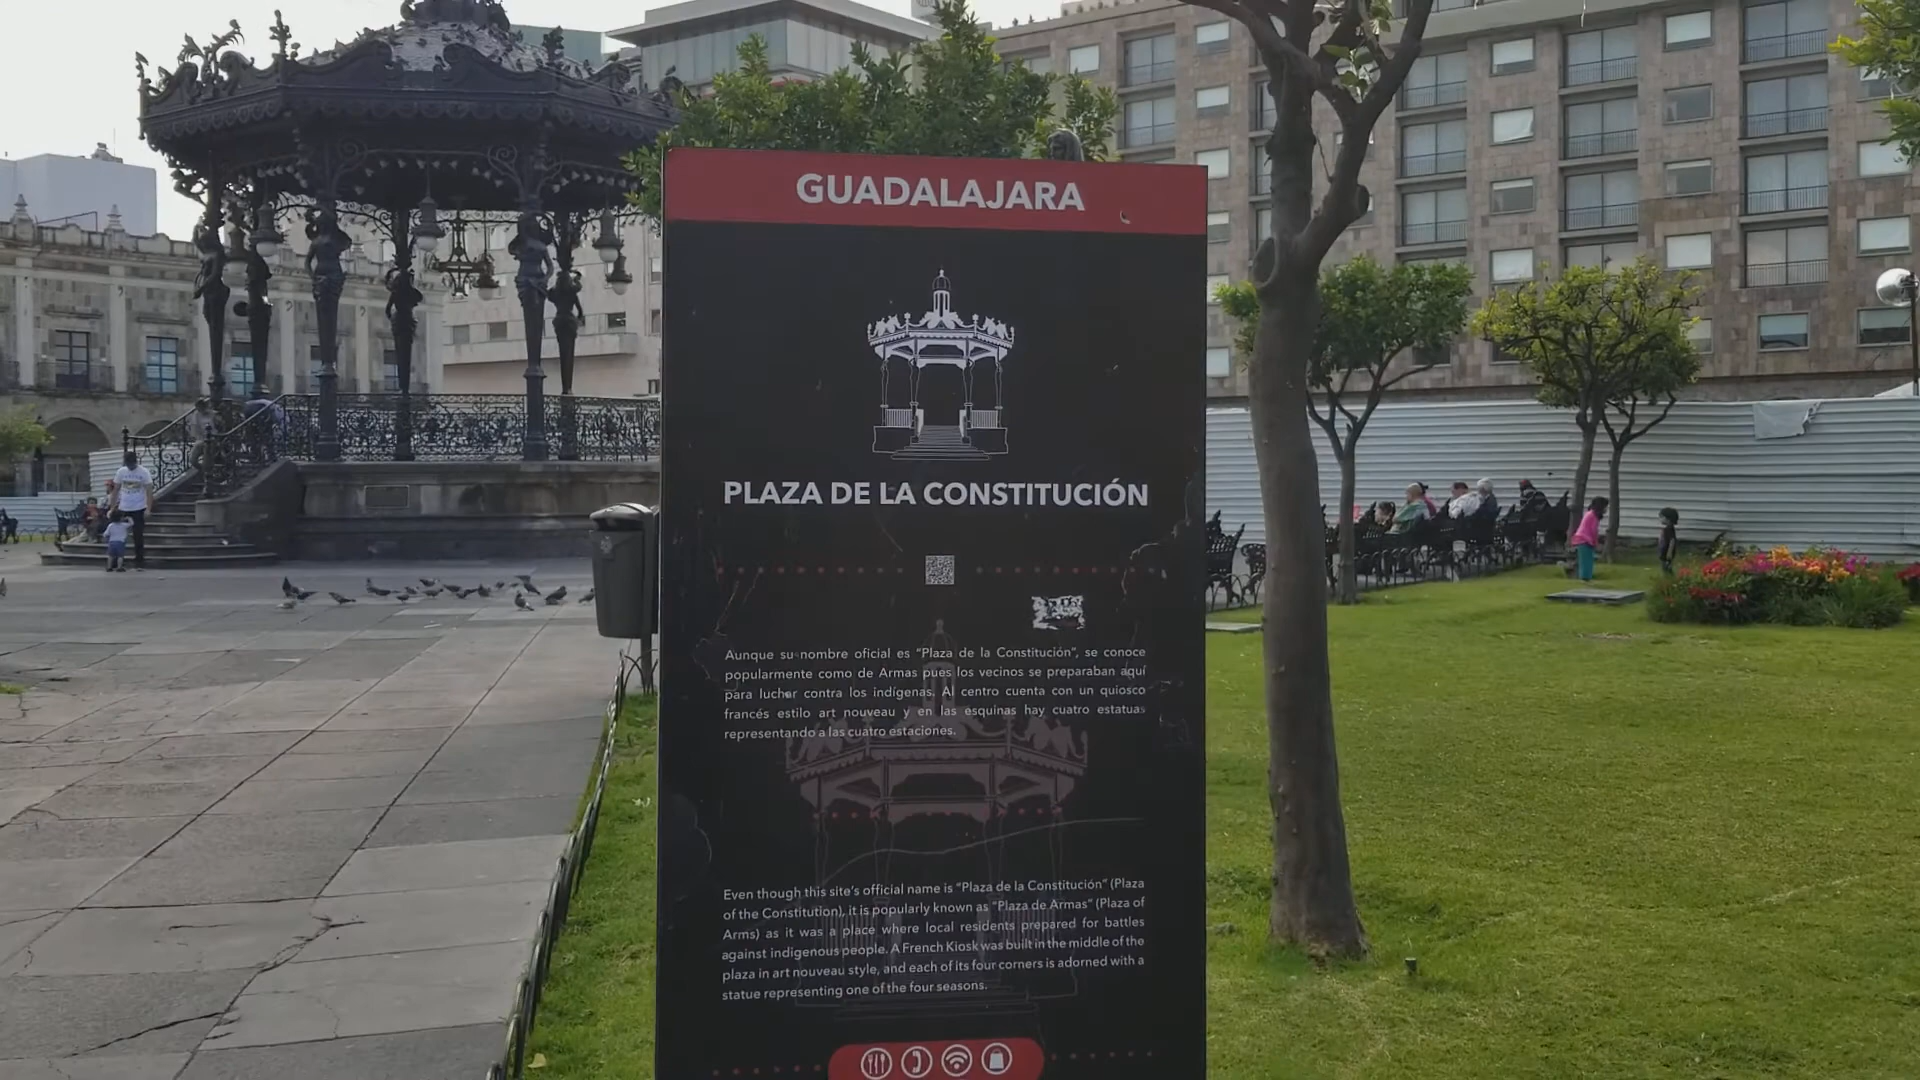 GUADALAJARA
PLAZA DE LA CONSTITUCIÓN
Aunque su nombre oficial es “Plaza de la Constitución”, se conoce
popularmente como de Armas pues los vecinos se preparaban aquí
para luchar contra los indígenas. Al centro cuenta con un quiosco
francés estilo art nouveau y en las esquinas hay cuatro estatuas
representando a las cuatro estaciones.
Even though this site’s official name is “Plaza de la Constitución” (Plaza
of the Constitution), it is popularly known as “Plaza de Armas” (Plaza of
Arms) as it was a place where local residents prepared for battles
against indigenous people. A French Kiosk was built in the middle of the
plaza in art nouveau style, and each of its four corners is adorned with a
statue representing one of the four seasons.